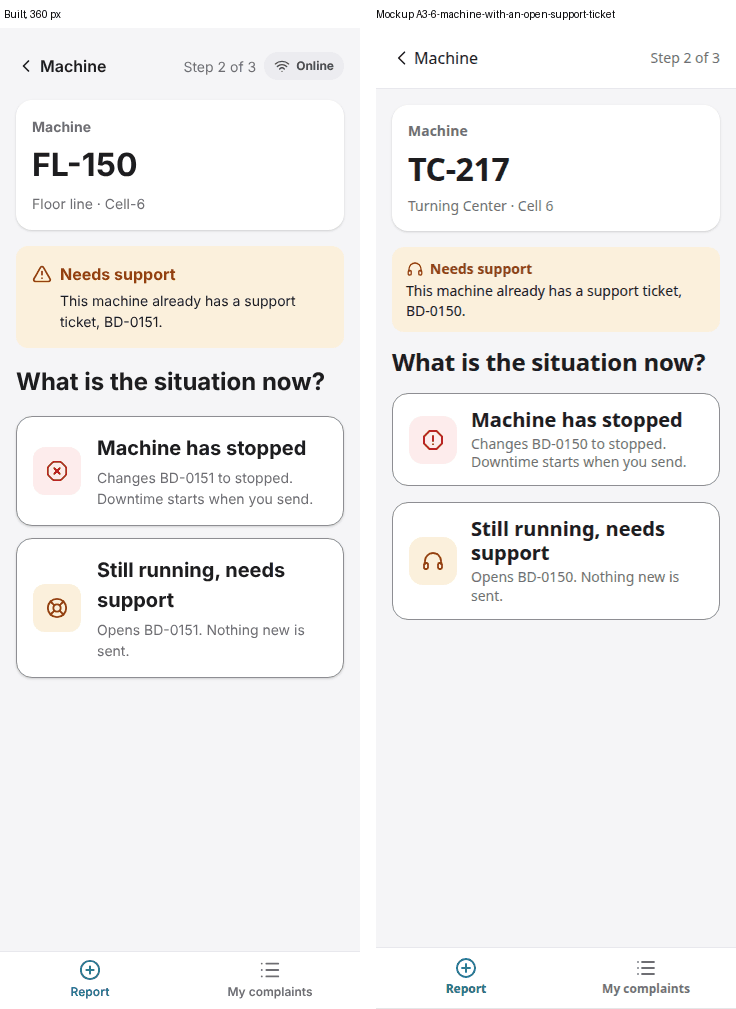 Built, 360 px
Machine
Step 2 of 3
Online
Machine
FL-150
Floor line · Cell-6
Needs support
This machine already has a support
ticket, BD-0151.
What is the situation now?
Machine has stopped
Changes BD-0151 to stopped.
Downtime starts when you send.
Still running, needs
support
Opens BD-0151. Nothing new is
sent.
Report
My complaints
Mockup A3-6-machine-with-an-open-support-ticket
Machine
Step 2 of 3
Machine
TC-217
Turning Center · Cell 6
Needs support
This machine already has a support ticket,
BD-0150.
What is the situation now?
Machine has stopped
Changes BD-0150 to stopped.
Downtime starts when you send.
Still running, needs
support
Opens BD-0150. Nothing new is
sent.
Report
My complaints